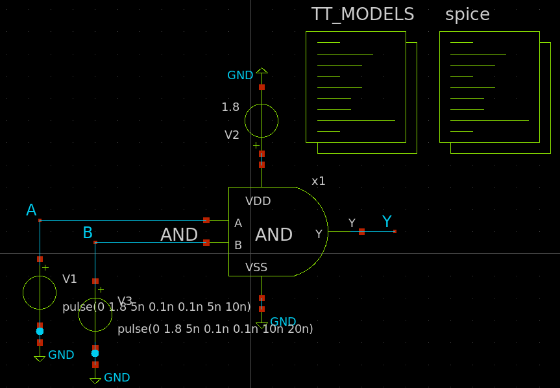 TT_MODELS
spice
GND
1.8
V2
+
x1
VDD
A
A
Y
Y
Y
B
AND
B
AND
VSS
+
V1
+
V3
pulse(0 1.8 5n 0.1n 0.1n 5n 10n)
GND
pulse(0 1.8 5n 0.1n 0.1n 10n 20n)
GND
GND